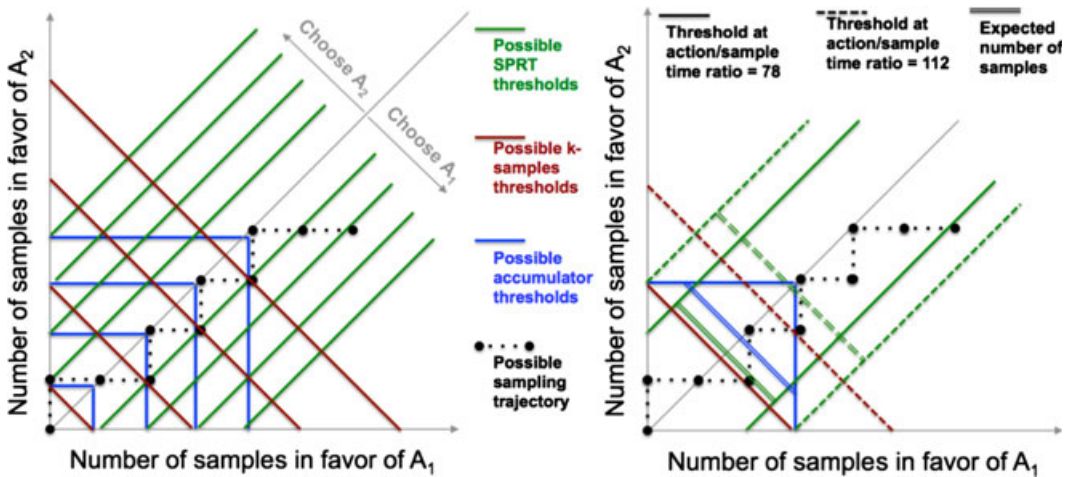 Number of samples in favor of A2
Choose A2
Choose A1
Number of samples in favor of A1
Possible
SPRT
thresholds
Possible k-
samples
thresholds
Possible
accumulator
thresholds
Possible
sampling
trajectory
Threshold at
action/sample
time ratio = 78
Threshold at
action/sample
time ratio = 112
Expected
number of
samples
Number of samples in favor of A2
Number of samples in favor of A1